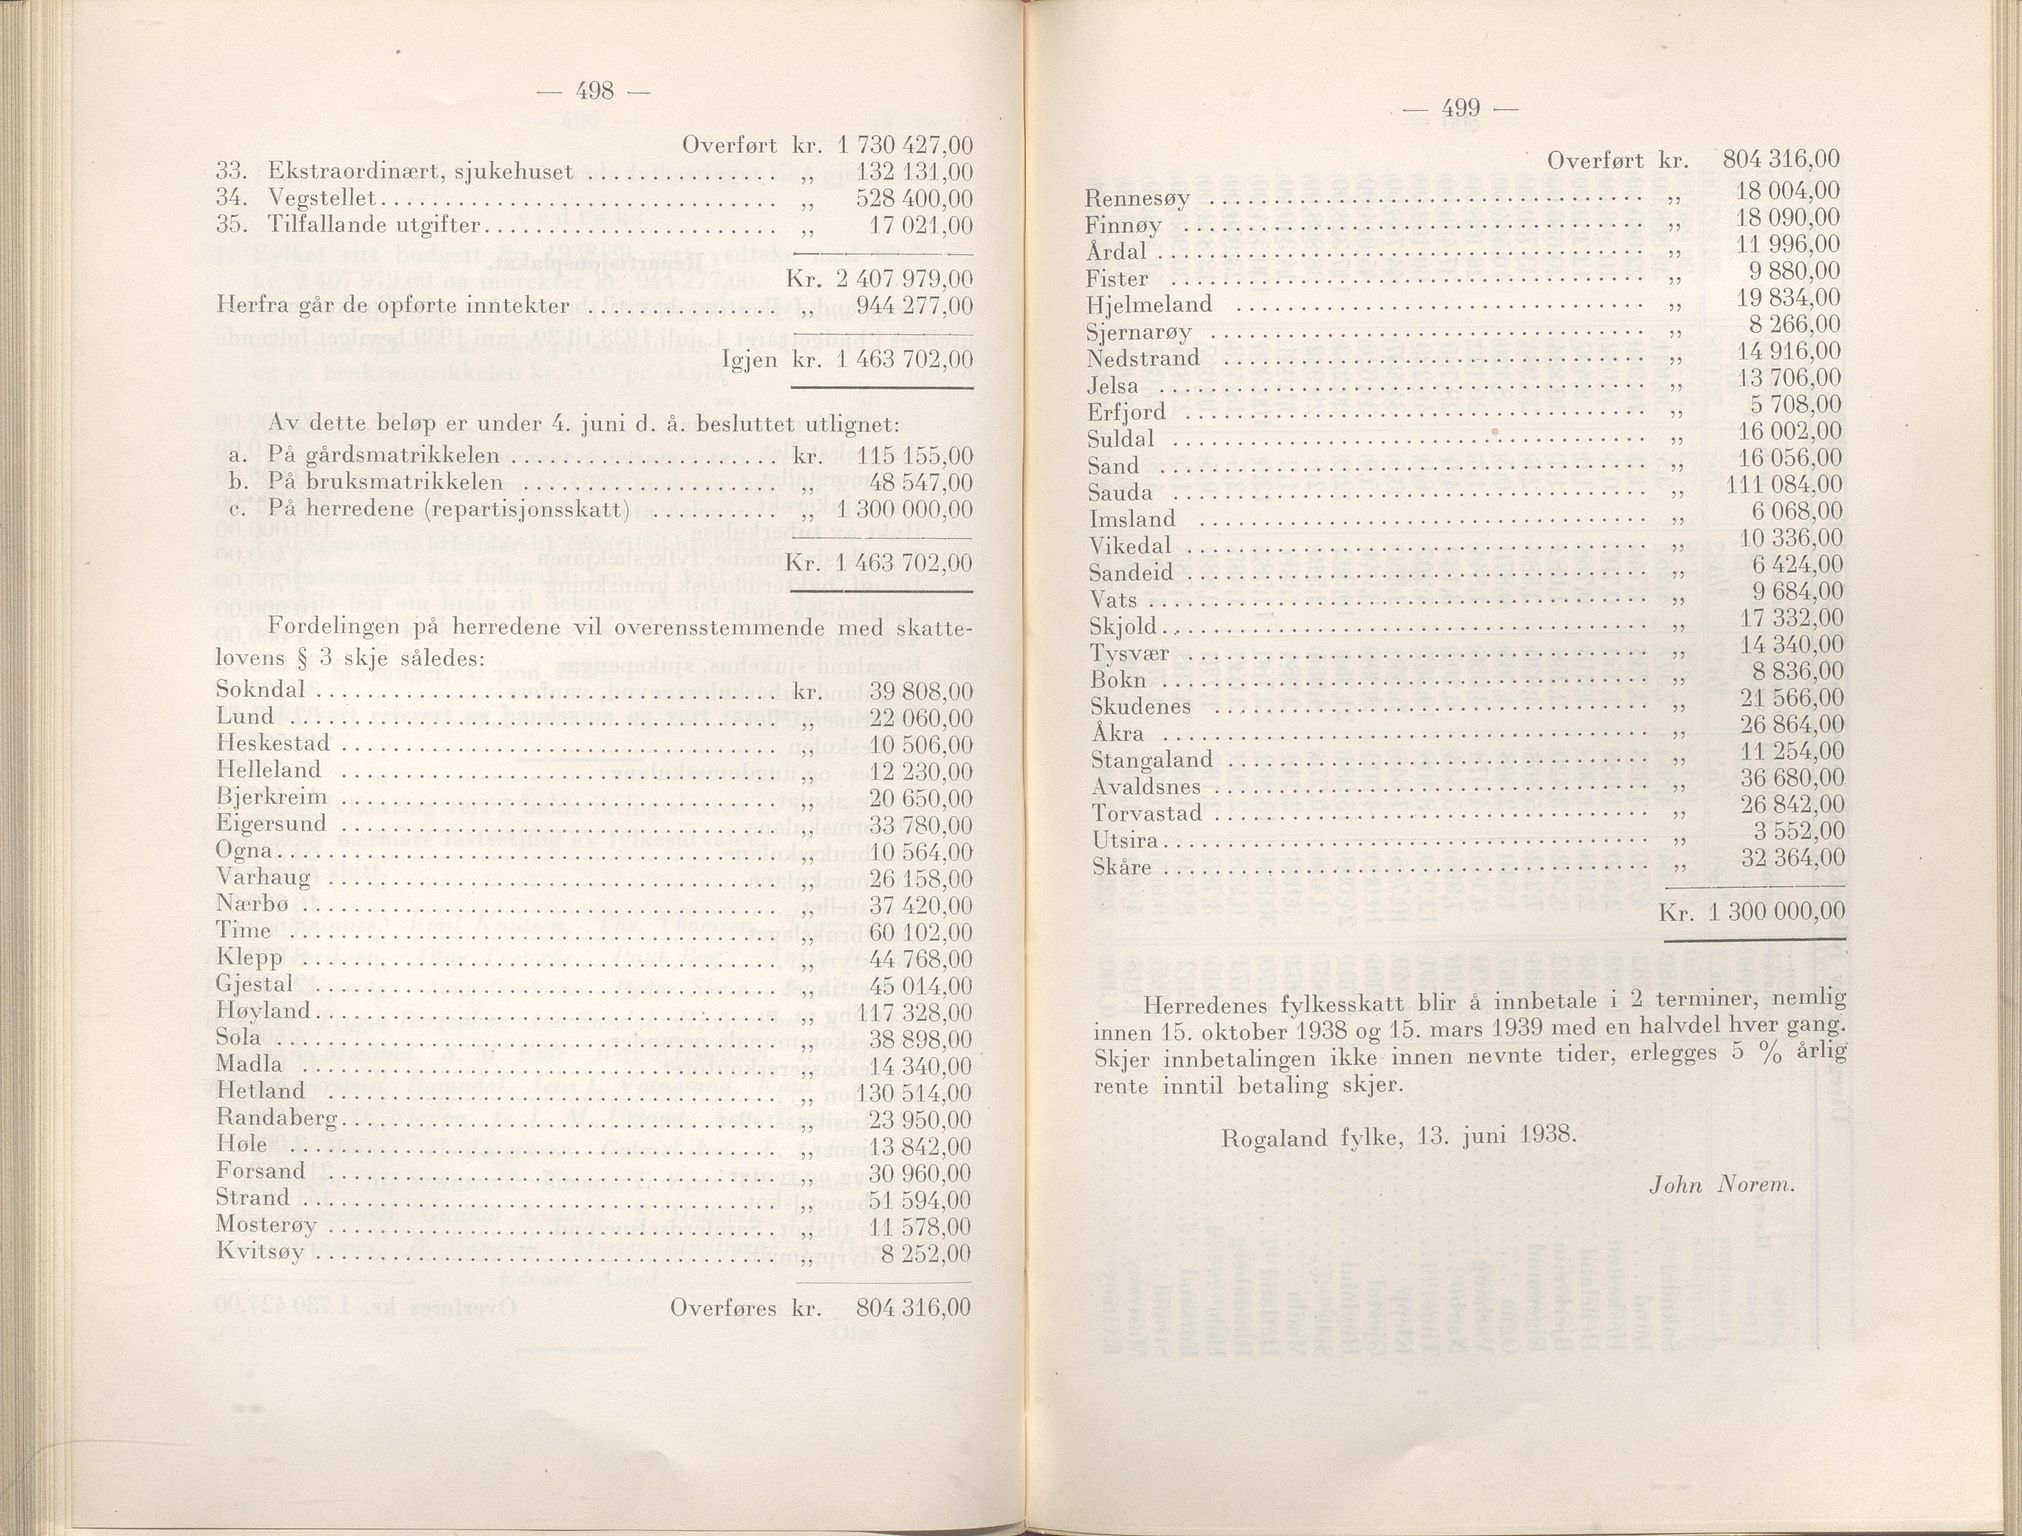 — 498 —
Overført kr. 1 730 427,00
33. Ekstraordinært, sjukehuset . . . . . . . . . . . . . . . ,, 132 131,00
34. Vegstellet . . . . . . . . . . . . . . . . . . . . . . . . . . . . . ,, 528 400,00
35. Tilfallande utgifter . . . . . . . . . . . . . . . . . . . . . . . ,, 17 021,00
Kr. 2 407 979,00
Herfra går de opførte inntekter . . . . . . . . . . . . . . . ,, 944 277,00
Igjen kr. 1 463 702,00
Av dette beløp er under 4. juni d. å. besluttet utlignet:
a. På gårdsmatrikkelen . . . . . . . . . . . . . . . . . . . . . kr. 115 155,00
b. På bruksmatrikkelen . . . . . . . . . . . . . . . . . . . . ,, 48 547,00
c. På herredene (repartisjonsskatt) . . . . . . . . . . ,, 1 300 000,00
Kr. 1 463 702,00
Fordelingen på herredene vil overensstemmende med skatte-
lovens § 3 skje således:
Sokndal . . . . . . . . . . . . . . . . . . . . kr. 39 808,00
Lund . . . . . . . . . . . . . . . . . . . . ,, 22 060,00
Heskestad . . . . . . . . . . . . . . . . . . . . ,, 10 506,00
Helleland . . . . . . . . . . . . . . . . . . . . ,, 12 230,00
Bjerkreim . . . . . . . . . . . . . . . . . . . . ,, 20 650,00
Eigersund . . . . . . . . . . . . . . . . . . . . ,, 33 780,00
Ogna . . . . . . . . . . . . . . . . . . . . ,, 10 564,00
Varhaug . . . . . . . . . . . . . . . . . . . . ,, 26 158,00
Nærbø . . . . . . . . . . . . . . . . . . . . ,, 37 420,00
Time . . . . . . . . . . . . . . . . . . . . ,, 60 102,00
Klepp . . . . . . . . . . . . . . . . . . . . ,, 44 768,00
Gjestal . . . . . . . . . . . . . . . . . . . . ,, 45 014,00
Høyland . . . . . . . . . . . . . . . . . . . . ,, 117 328,00
Sola . . . . . . . . . . . . . . . . . . . . ,, 38 898,00
Madla . . . . . . . . . . . . . . . . . . . . ,, 14 340,00
Hetland . . . . . . . . . . . . . . . . . . . . ,, 130 514,00
Randaberg . . . . . . . . . . . . . . . . . . . . ,, 23 950,00
Høle . . . . . . . . . . . . . . . . . . . . ,, 13 842,00
Forsand . . . . . . . . . . . . . . . . . . . . ,, 30 960,00
Strand . . . . . . . . . . . . . . . . . . . . ,, 51 594,00
Mosterøy . . . . . . . . . . . . . . . . . . . . ,, 11 578,00
Kvitsøy . . . . . . . . . . . . . . . . . . . . ,, 8 252,00
Overføres kr. 804 316,00
— 499 —
Overført kr. 804 316,00
Rennesøy . . . . . . . . . . . . . . . . . . . . ,, 18 004,00
Finnøy . . . . . . . . . . . . . . . . . . . . ,, 18 090,00
Årdal . . . . . . . . . . . . . . . . . . . . ,, 11 996,00
Fister . . . . . . . . . . . . . . . . . . . . ,, 9 880,00
Hjelmeland . . . . . . . . . . . . . . . . . . . . ,, 19 834,00
Sjernarøy . . . . . . . . . . . . . . . . . . . . ,, 8 266,00
Nedstrand . . . . . . . . . . . . . . . . . . . . ,, 14 916,00
Jelsa . . . . . . . . . . . . . . . . . . . . ,, 13 706,00
Erfjord . . . . . . . . . . . . . . . . . . . . ,, 5 708,00
Suldal . . . . . . . . . . . . . . . . . . . . ,, 16 002,00
Sand . . . . . . . . . . . . . . . . . . . . ,, 16 056,00
Sauda . . . . . . . . . . . . . . . . . . . . ,, 111 084,00
Imsland . . . . . . . . . . . . . . . . . . . . ,, 6 068,00
Vikedal . . . . . . . . . . . . . . . . . . . . ,, 10 336,00
Sandeid . . . . . . . . . . . . . . . . . . . . ,, 6 424,00
Vats . . . . . . . . . . . . . . . . . . . . ,, 9 684,00
Skjold . . . . . . . . . . . . . . . . . . . . ,, 17 332,00
Tysvær . . . . . . . . . . . . . . . . . . . . ,, 14 340,00
Bokn . . . . . . . . . . . . . . . . . . . . ,, 8 836,00
Skudenes . . . . . . . . . . . . . . . . . . . . ,, 21 566,00
Åkra . . . . . . . . . . . . . . . . . . . . ,, 26 864,00
Stangaland . . . . . . . . . . . . . . . . . . . . ,, 11 254,00
Avaldsnes . . . . . . . . . . . . . . . . . . . . ,, 36 680,00
Torvastad . . . . . . . . . . . . . . . . . . . . ,, 26 842,00
Utsira . . . . . . . . . . . . . . . . . . . . ,, 3 552,00
Skåre . . . . . . . . . . . . . . . . . . . . ,, 32 364,00
Kr. 1 300 000,00
Herredenes fylkesskatt blir å innbetale i 2 terminer, nemlig
innen 15. oktober 1938 og 15. mars 1939 med en halvdel hver gang.
Skjer innbetalingen ikke innen nevnte tider, erlegges 5 % årlig
rente inntil betaling skjer.
Rogaland fylke, 13. juni 1938.
John Norem.